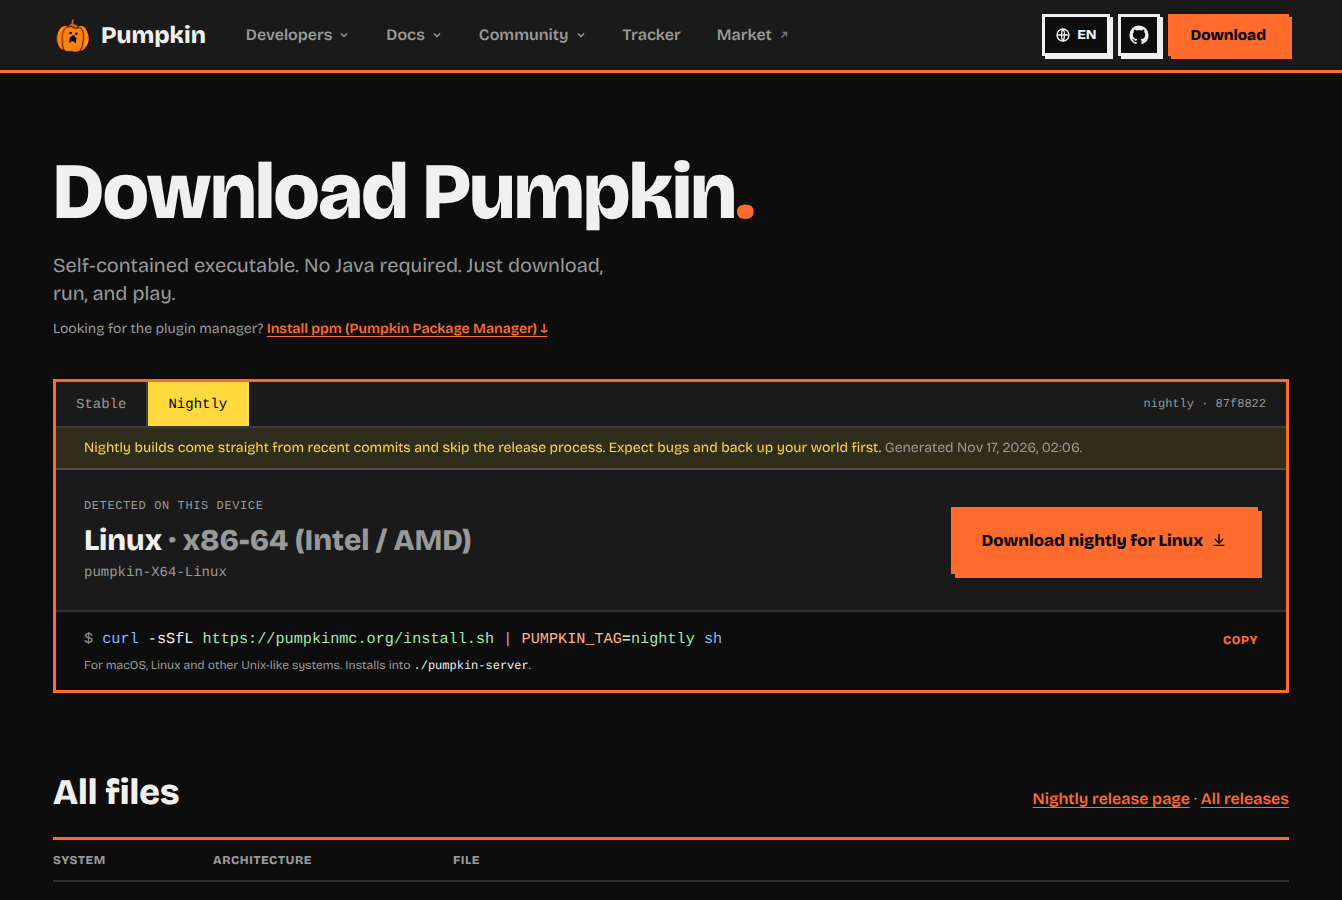 Pumpkin
Developers
Docs
Community
Tracker
Market ↗
EN
Download
Download Pumpkin.
Self-contained executable. No Java required. Just download,
run, and play.
Looking for the plugin manager? Install ppm (Pumpkin Package Manager) ↓
Stable
Nightly
nightly · 87f8822
Nightly builds come straight from recent commits and skip the release process. Expect bugs and back up your world first. Generated Nov 17, 2026, 02:06.
DETECTED ON THIS DEVICE
Linux · x86-64 (Intel / AMD)
pumpkin-X64-Linux
Download nightly for Linux
$ curl -sSfL https://pumpkinmc.org/install.sh | PUMPKIN_TAG=nightly sh
COPY
For macOS, Linux and other Unix-like systems. Installs into ./pumpkin-server.
All files
Nightly release page · All releases
SYSTEM
ARCHITECTURE
FILE